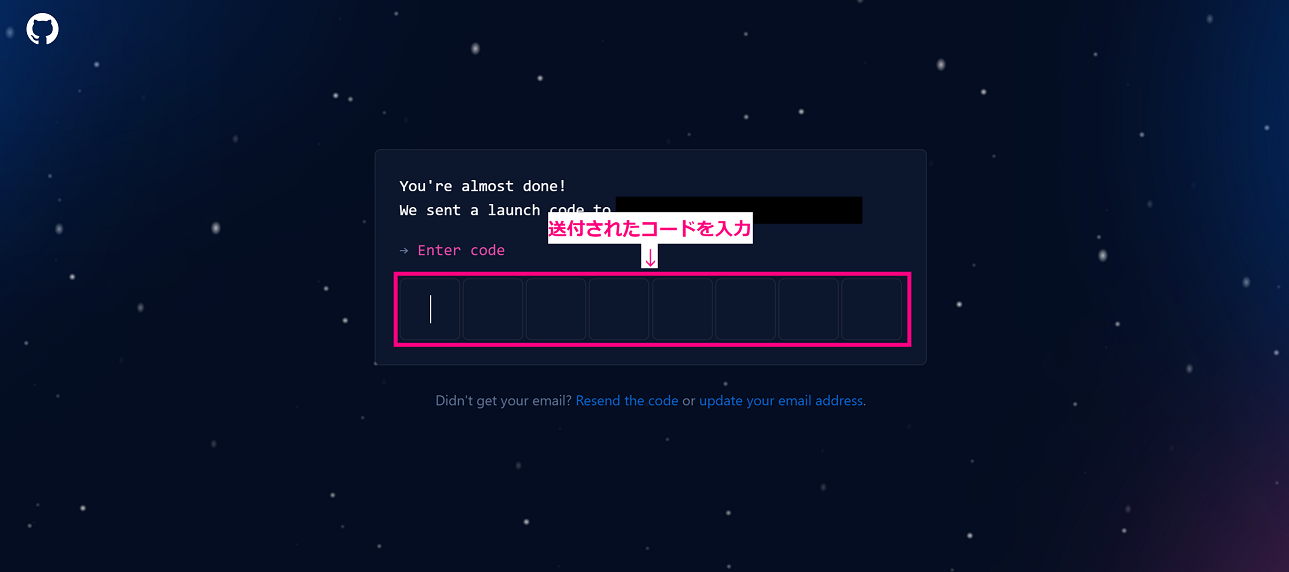 You're almost done!
We sent a launch code to
送付されたコードを入力
↓
→ Enter code
Didn't get your email? Resend the code or update your email address.